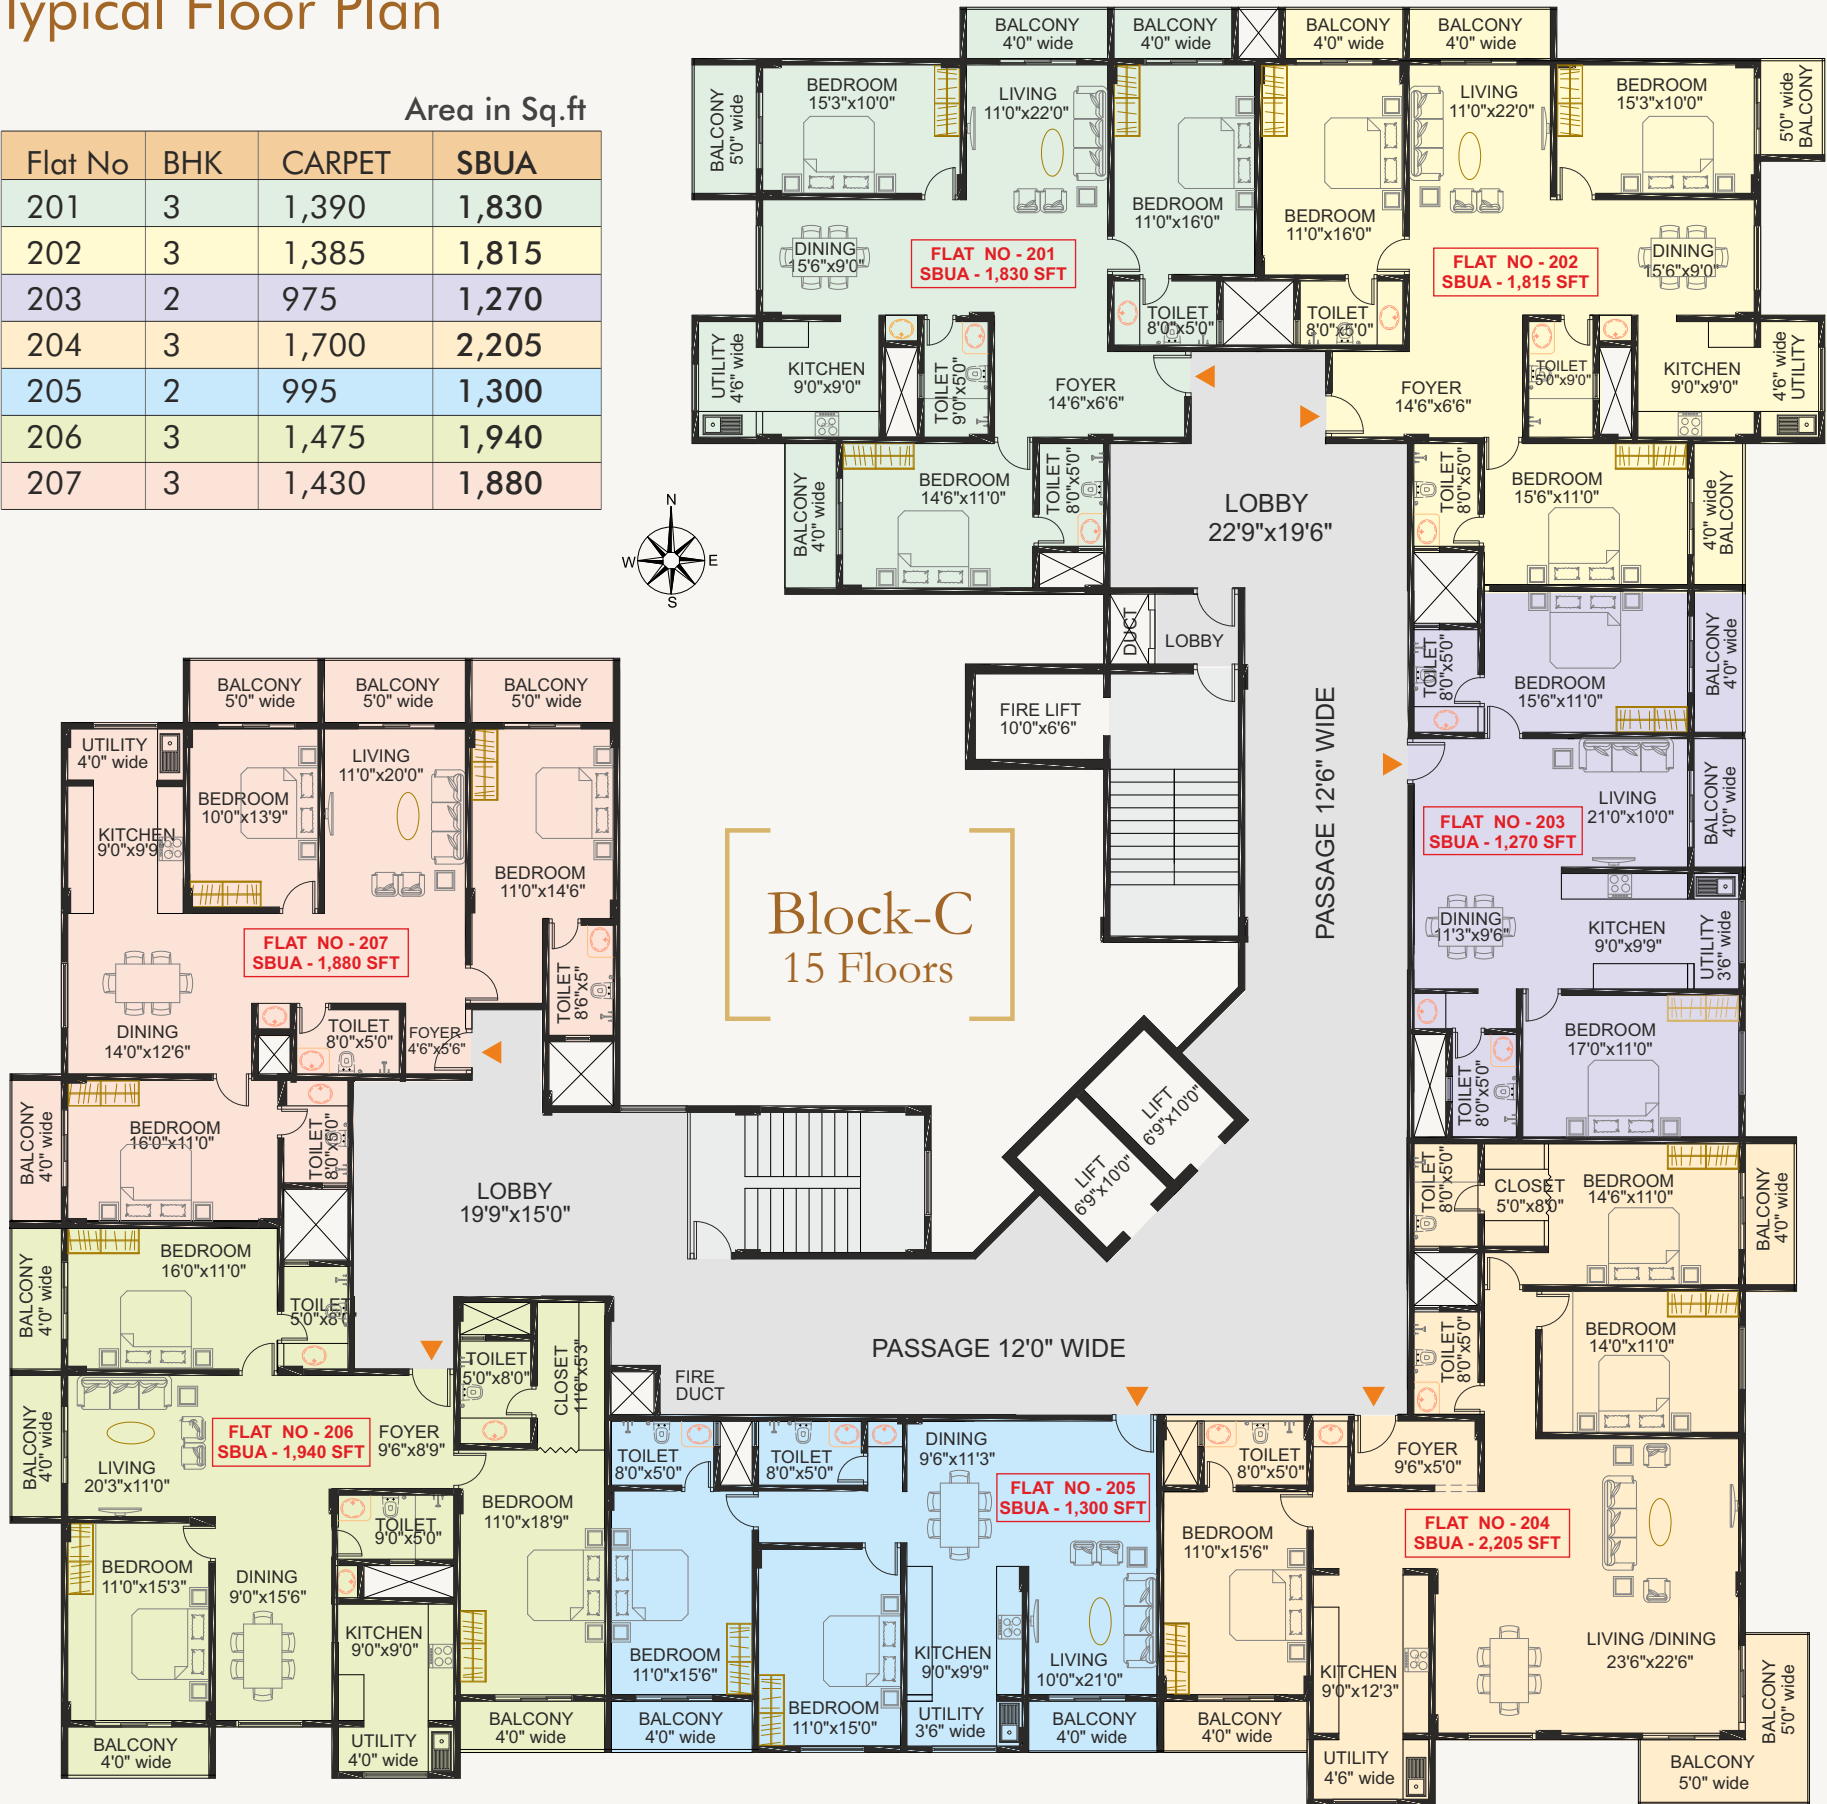 Typical Floor Plan
Area in Sq.ft
Flat No BHK CARPET SBUA
201 3 1,390 1,830
202 3 1,385 1,815
203 2 975 1,270
204 3 1,700 2,205
205 2 995 1,300
206 3 1,475 1,940
207 3 1,430 1,880
N
W E
S
Block-C
15 Floors
BALCONY
4'0" wide
BALCONY
4'0" wide
BALCONY
5'0" wide
BEDROOM
15'3"x10'0"
LIVING
11'0"x22'0"
BEDROOM
11'0"x16'0"
DINING
15'6"x9'0"
FLAT NO - 201
SBUA - 1,830 SFT
TOILET
8'0"x5'0"
UTILITY
4'6" wide
KITCHEN
9'0"x9'0"
TOILET
9'0"x5'0"
FOYER
14'6"x6'6"
BALCONY
4'0" wide
BEDROOM
14'6"x11'0"
TOILET
8'0"x5'0"
BALCONY
4'0" wide
BALCONY
4'0" wide
BEDROOM
11'0"x16'0"
LIVING
11'0"x22'0"
BEDROOM
15'3"x10'0"
5'0" wide
BALCONY
FLAT NO - 202
SBUA - 1,815 SFT
DINING
15'6"x9'0"
TOILET
8'0"x5'0"
FOYER
14'6"x6'6"
TOILET
5'0"x9'0"
KITCHEN
9'0"x9'0"
4'6" wide
UTILITY
TOILET
8'0"x5'0"
BEDROOM
15'6"x11'0"
4'0" wide
BALCONY
LOBBY
22'9"x19'6"
DUCT
LOBBY
FIRE LIFT
10'0"x6'6"
PASSAGE 12'6" WIDE
TOILET
8'0"x5'0"
BEDROOM
15'6"x11'0"
BALCONY
4'0" wide
LIVING
21'0"x10'0"
BALCONY
4'0" wide
FLAT NO - 203
SBUA - 1,270 SFT
DINING
11'3"x9'6"
KITCHEN
9'0"x9'9"
UTILITY
3'6" wide
BEDROOM
17'0"x11'0"
TOILET
8'0"x5'0"
LIFT
6'9"x10'0"
LIFT
6'9"x10'0"
TOILET
8'0"x5'0"
CLOSET
5'0"x8'0"
BEDROOM
14'6"x11'0"
BALCONY
4'0" wide
TOILET
8'0"x5'0"
BEDROOM
14'0"x11'0"
TOILET
8'0"x5'0"
FOYER
9'6"x5'0"
FLAT NO - 204
SBUA - 2,205 SFT
BEDROOM
11'0"x15'6"
LIVING /DINING
23'6"x22'6"
KITCHEN
9'0"x12'3"
BALCONY
4'0" wide
UTILITY
4'6" wide
BALCONY
5'0" wide
BALCONY
5'0" wide
BALCONY
5'0" wide
BALCONY
5'0" wide
BALCONY
5'0" wide
UTILITY
4'0" wide
LIVING
11'0"x20'0"
BEDROOM
10'0"x13'9"
KITCHEN
9'0"x9'9
BEDROOM
11'0"x14'6"
FLAT NO - 207
SBUA - 1,880 SFT
TOILET
8'6"x5'
DINING
14'0"x12'6"
TOILET
8'0"x5'0"
FOYER
4'6"x5'6"
BALCONY
4'0" wide
BEDROOM
16'0"x11'0"
TOILET
8'0"x5'0"
LOBBY
19'9"x15'0"
PASSAGE 12'0" WIDE
FIRE
DUCT
BALCONY
4'0" wide
BEDROOM
16'0"x11'0"
TOILET
5'0"x8'0
TOILET
5'0"x8'0"
CLOSET
11'6"x5'3"
BALCONY
4'0" wide
FLAT NO - 206
SBUA - 1,940 SFT
FOYER
9'6"x8'9"
LIVING
20'3"x11'0"
TOILET
9'0"x5'0"
BEDROOM
11'0"x18'9"
BEDROOM
11'0"x15'3"
DINING
9'0"x15'6"
KITCHEN
9'0"x9'0"
BALCONY
4'0" wide
UTILITY
4'0" wide
BALCONY
4'0" wide
TOILET
8'0"x5'0"
TOILET
8'0"x5'0"
DINING
9'6"x11'3"
FLAT NO - 205
SBUA - 1,300 SFT
BEDROOM
11'0"x15'6"
BEDROOM
11'0"x15'0"
KITCHEN
9'0"x9'9"
LIVING
10'0"x21'0"
BALCONY
4'0" wide
UTILITY
3'6" wide
BALCONY
4'0" wide